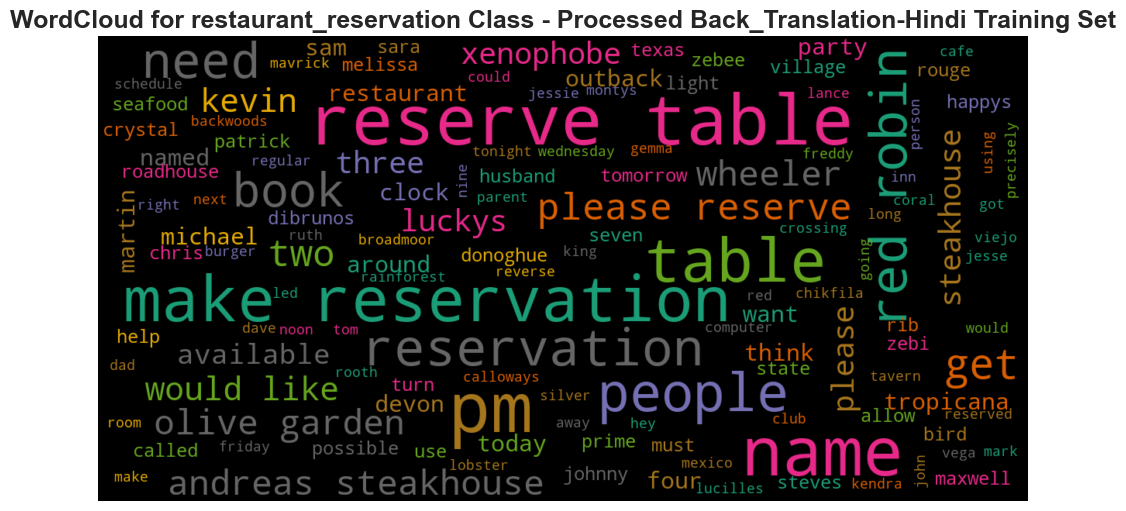 WordCloud for restaurant_reservation Class - Processed Back_Translation-Hindi Training Set
need
sam
sara
mavrick
melissa
xenophobe
texas
party
cafe
zebee
village
rouge
schedule
seafood
kevin
restaurant
outback
light
could
jessie
montys
lance
happys
crystal
backwoods
reserve table
red robin
person
using
precisely
patrick
named
regular
three
tonight
wednesday
gemma
freddy
roadhouse
book
clock
nine
husband
tomorrow
wheeler
inn
steakhouse
right
next
parent
coral
got
martin
dibrunos
luckys
please reserve
long
michael
ruth
seven
crossing
viejo
chris
burger
two
broadmoor
donoghue
king
table
going
jesse
around
rainforest
reverse
make reservation
led
red
chikfila
want
help
dave
noon
tom
computer
rib
would
available
reservation
think
please
zebi
dad
rooth
calloways
state
tavern
get
would like
turn
silver
people
tropicana
room
olive garden
devon
pm
away
hey
club
allow
reserved
called
friday
possible
use
today
prime
must
name
bird
vega
mark
make
andreas steakhouse
lobster
johnny
four
mexico
lucilles
steves
kendra
john
maxwell